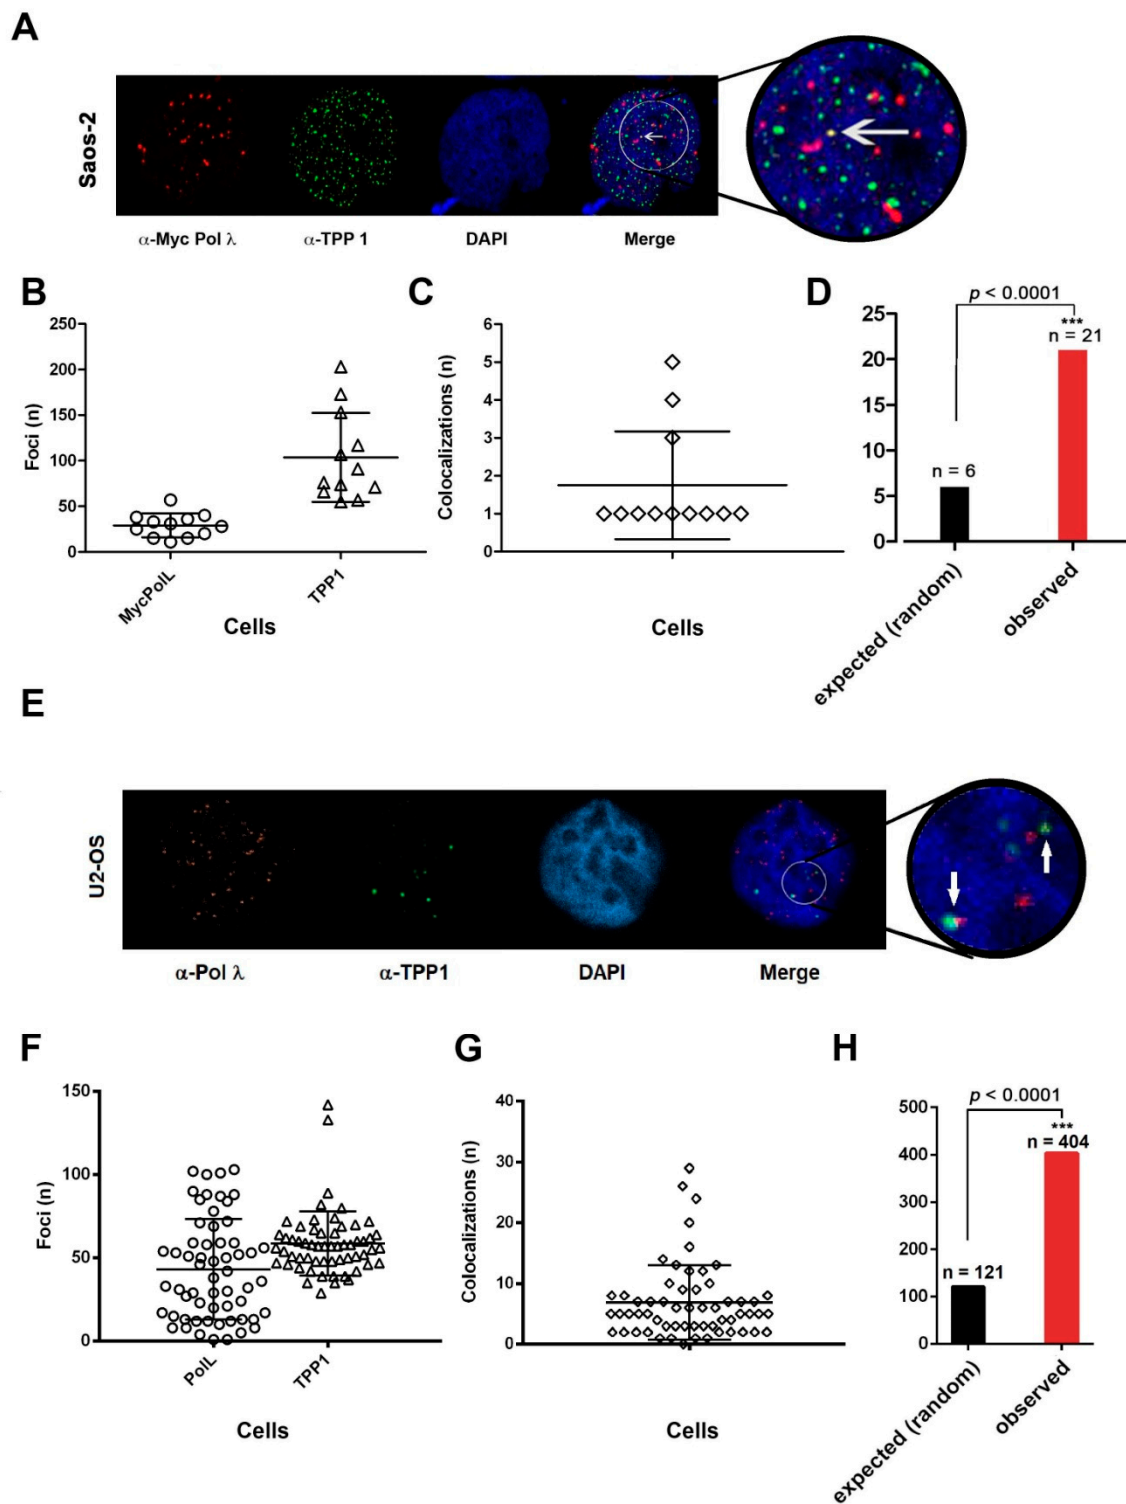 A
Saos-2
α-Myc Pol λ
α-TPP 1
DAPI
Merge
B
Foci (n)
250
200
150
100
50
0
MycPolL
TPP1
Cells
C
Colocalizations (n)
6
5
4
3
2
1
0
Cells
D
p < 0.0001
***
n = 21
n = 6
25
20
15
10
5
0
expected (random)
observed
E
U2-OS
α-Pol λ
α-TPP1
DAPI
Merge
F
Foci (n)
150
100
50
0
PolL
TPP1
Cells
G
Colocalizations (n)
40
30
20
10
0
Cells
H
p < 0.0001
***
n = 404
n = 121
500
400
300
200
100
0
expected (random)
observed